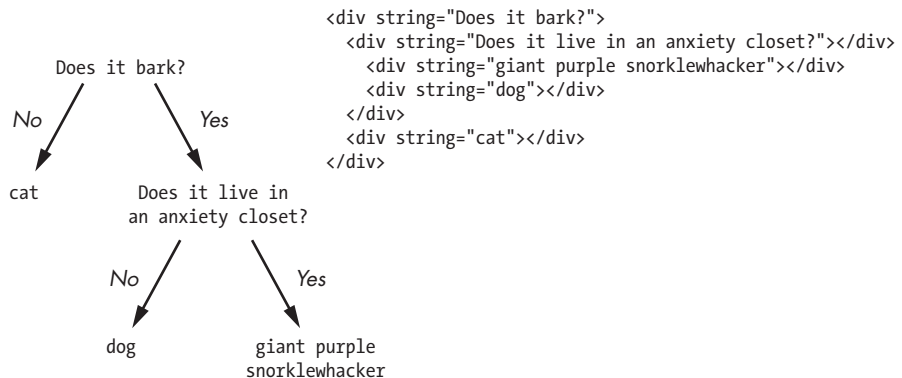 Does it bark?
No
Yes
cat
Does it live in
an anxiety closet?
No
Yes
dog
giant purple
snorklewhacker
<div string="Does it bark?">
  <div string="Does it live in an anxiety closet?"></div>
    <div string="giant purple snorklewhacker"></div>
    <div string="dog"></div>
  </div>
  <div string="cat"></div>
</div>